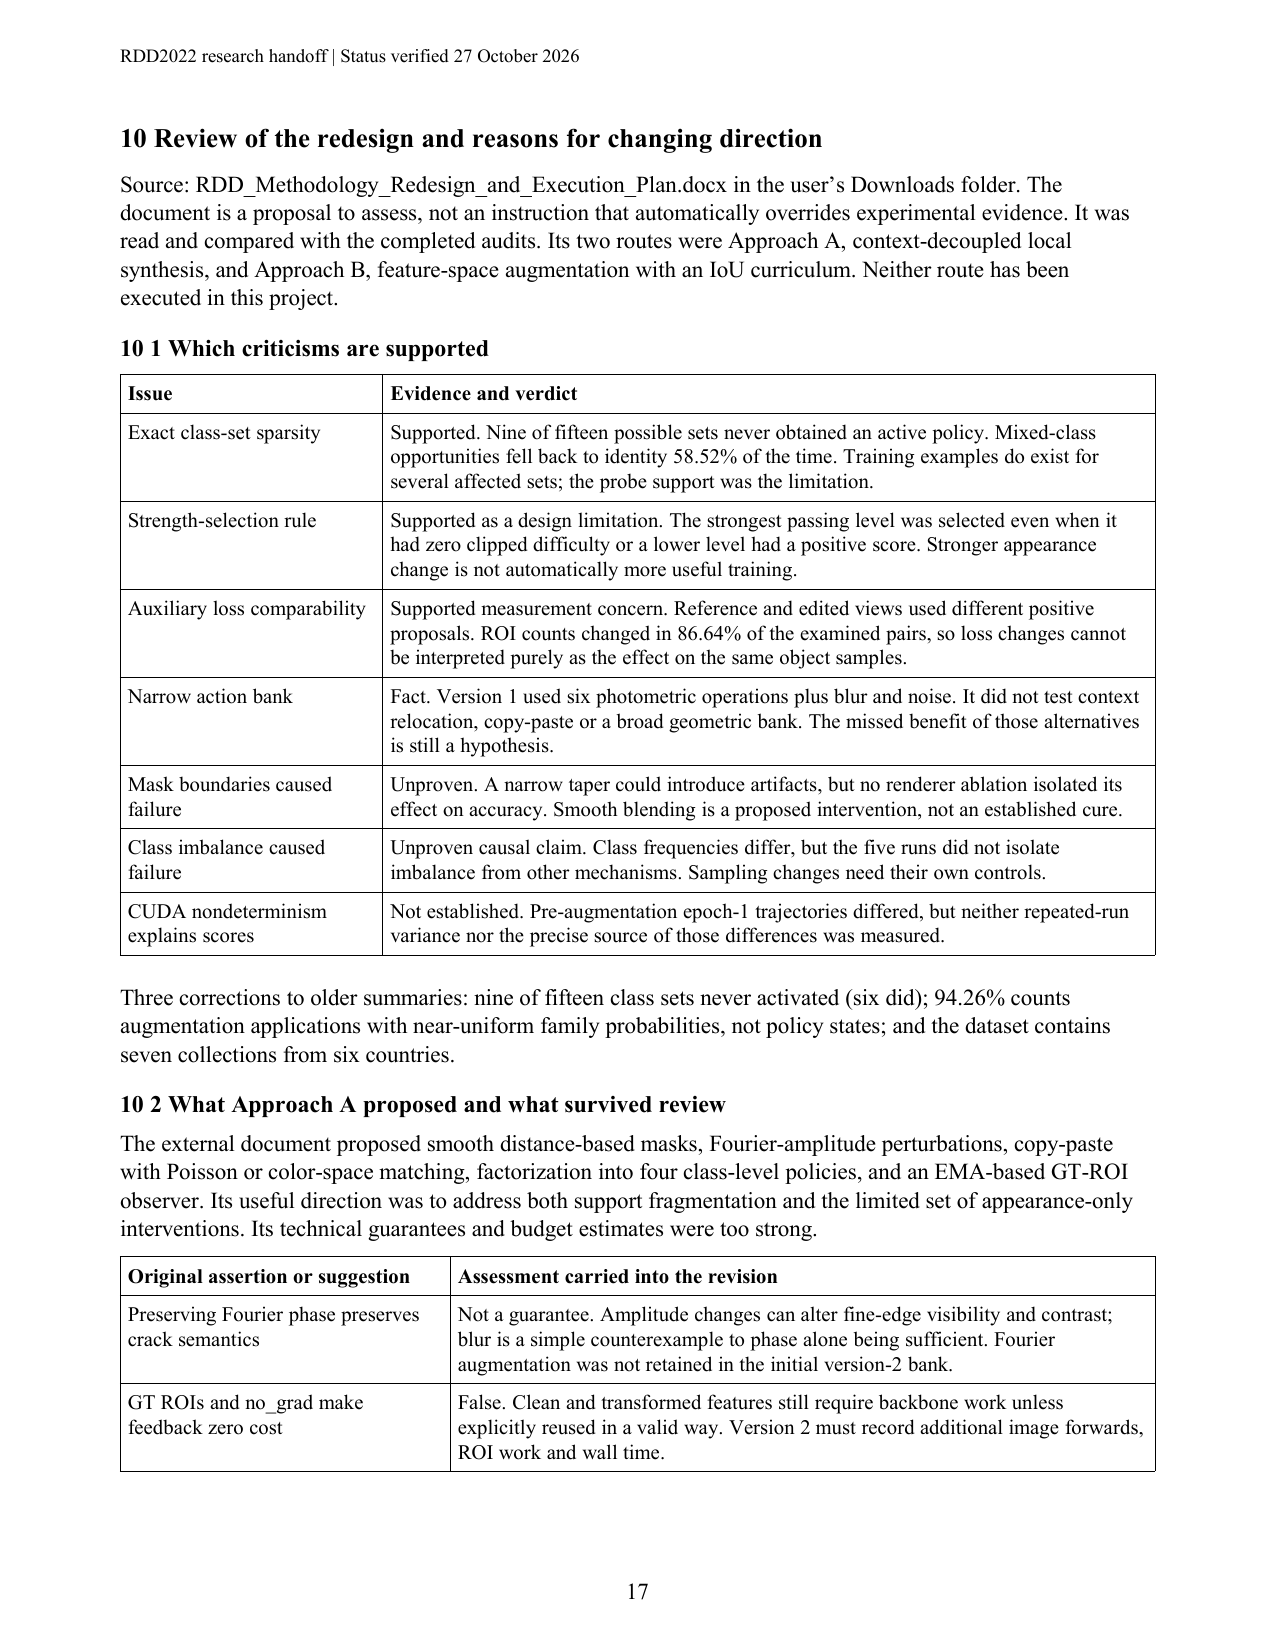 RDD2022 research handoff | Status verified 27 October 2026
10 Review of the redesign and reasons for changing direction
Source: RDD_Methodology_Redesign_and_Execution_Plan.docx in the user’s Downloads folder. The
document is a proposal to assess, not an instruction that automatically overrides experimental evidence. It was
read and compared with the completed audits. Its two routes were Approach A, context-decoupled local
synthesis, and Approach B, feature-space augmentation with an IoU curriculum. Neither route has been
executed in this project.
10 1 Which criticisms are supported
Issue
Evidence and verdict
Exact class-set sparsity
Supported. Nine of fifteen possible sets never obtained an active policy. Mixed-class
opportunities fell back to identity 58.52% of the time. Training examples do exist for
several affected sets; the probe support was the limitation.
Strength-selection rule
Supported as a design limitation. The strongest passing level was selected even when it
had zero clipped difficulty or a lower level had a positive score. Stronger appearance
change is not automatically more useful training.
Auxiliary loss comparability
Supported measurement concern. Reference and edited views used different positive
proposals. ROI counts changed in 86.64% of the examined pairs, so loss changes cannot
be interpreted purely as the effect on the same object samples.
Narrow action bank
Fact. Version 1 used six photometric operations plus blur and noise. It did not test context
relocation, copy-paste or a broad geometric bank. The missed benefit of those alternatives
is still a hypothesis.
Mask boundaries caused
failure
Unproven. A narrow taper could introduce artifacts, but no renderer ablation isolated its
effect on accuracy. Smooth blending is a proposed intervention, not an established cure.
Class imbalance caused
failure
Unproven causal claim. Class frequencies differ, but the five runs did not isolate
imbalance from other mechanisms. Sampling changes need their own controls.
CUDA nondeterminism
explains scores
Not established. Pre-augmentation epoch-1 trajectories differed, but neither repeated-run
variance nor the precise source of those differences was measured.
Three corrections to older summaries: nine of fifteen class sets never activated (six did); 94.26% counts
augmentation applications with near-uniform family probabilities, not policy states; and the dataset contains
seven collections from six countries.
10 2 What Approach A proposed and what survived review
The external document proposed smooth distance-based masks, Fourier-amplitude perturbations, copy-paste
with Poisson or color-space matching, factorization into four class-level policies, and an EMA-based GT-ROI
observer. Its useful direction was to address both support fragmentation and the limited set of appearance-only
interventions. Its technical guarantees and budget estimates were too strong.
Original assertion or suggestion
Assessment carried into the revision
Preserving Fourier phase preserves
crack semantics
Not a guarantee. Amplitude changes can alter fine-edge visibility and contrast;
blur is a simple counterexample to phase alone being sufficient. Fourier
augmentation was not retained in the initial version-2 bank.
GT ROIs and no_grad make
feedback zero cost
False. Clean and transformed features still require backbone work unless
explicitly reused in a valid way. Version 2 must record additional image forwards,
ROI work and wall time.
17